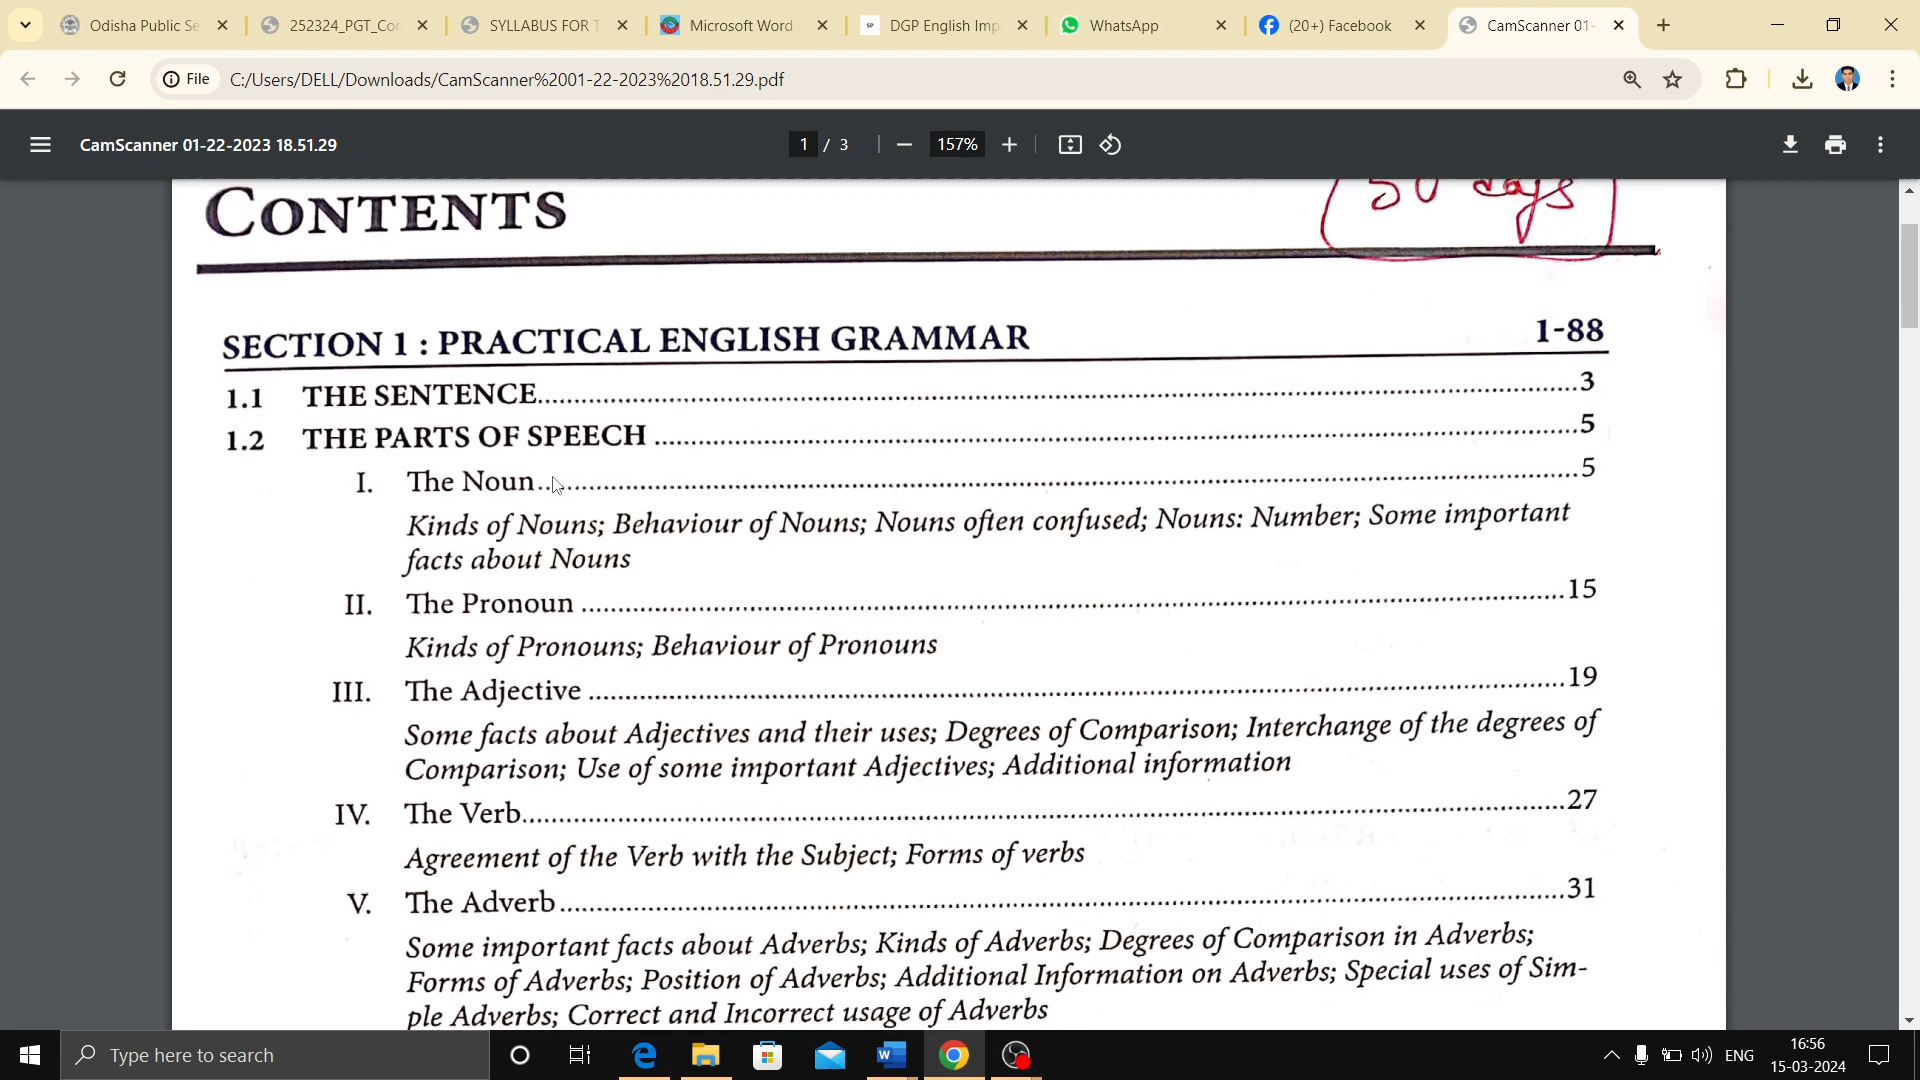 Odisha Public Se
252324_PGT_Cor
SYLLABUS FOR T
Microsoft Word -
DGP English Imp
WhatsApp
(20+) Facebook
CamScanner 01-
File
C:/Users/DELL/Downloads/CamScanner%2001-22-2023%2018.51.29.pdf
CamScanner 01-22-2023 18.51.29
1 / 3
157%
CONTENTS
days
SECTION 1 : PRACTICAL ENGLISH GRAMMAR 1-88
1.1 THE SENTENCE 3
1.2 THE PARTS OF SPEECH 5
I. The Noun 5
Kinds of Nouns; Behaviour of Nouns; Nouns often confused; Nouns: Number; Some important
facts about Nouns
II. The Pronoun 15
Kinds of Pronouns; Behaviour of Pronouns
III. The Adjective 19
Some facts about Adjectives and their uses; Degrees of Comparison; Interchange of the degrees of
Comparison; Use of some important Adjectives; Additional information
IV. The Verb 27
Agreement of the Verb with the Subject; Forms of verbs
V. The Adverb 31
Some important facts about Adverbs; Kinds of Adverbs; Degrees of Comparison in Adverbs;
Forms of Adverbs; Position of Adverbs; Additional Information on Adverbs; Special uses of Sim-
ple Adverbs; Correct and Incorrect usage of Adverbs
Type here to search
ENG
16:56
15-03-2024